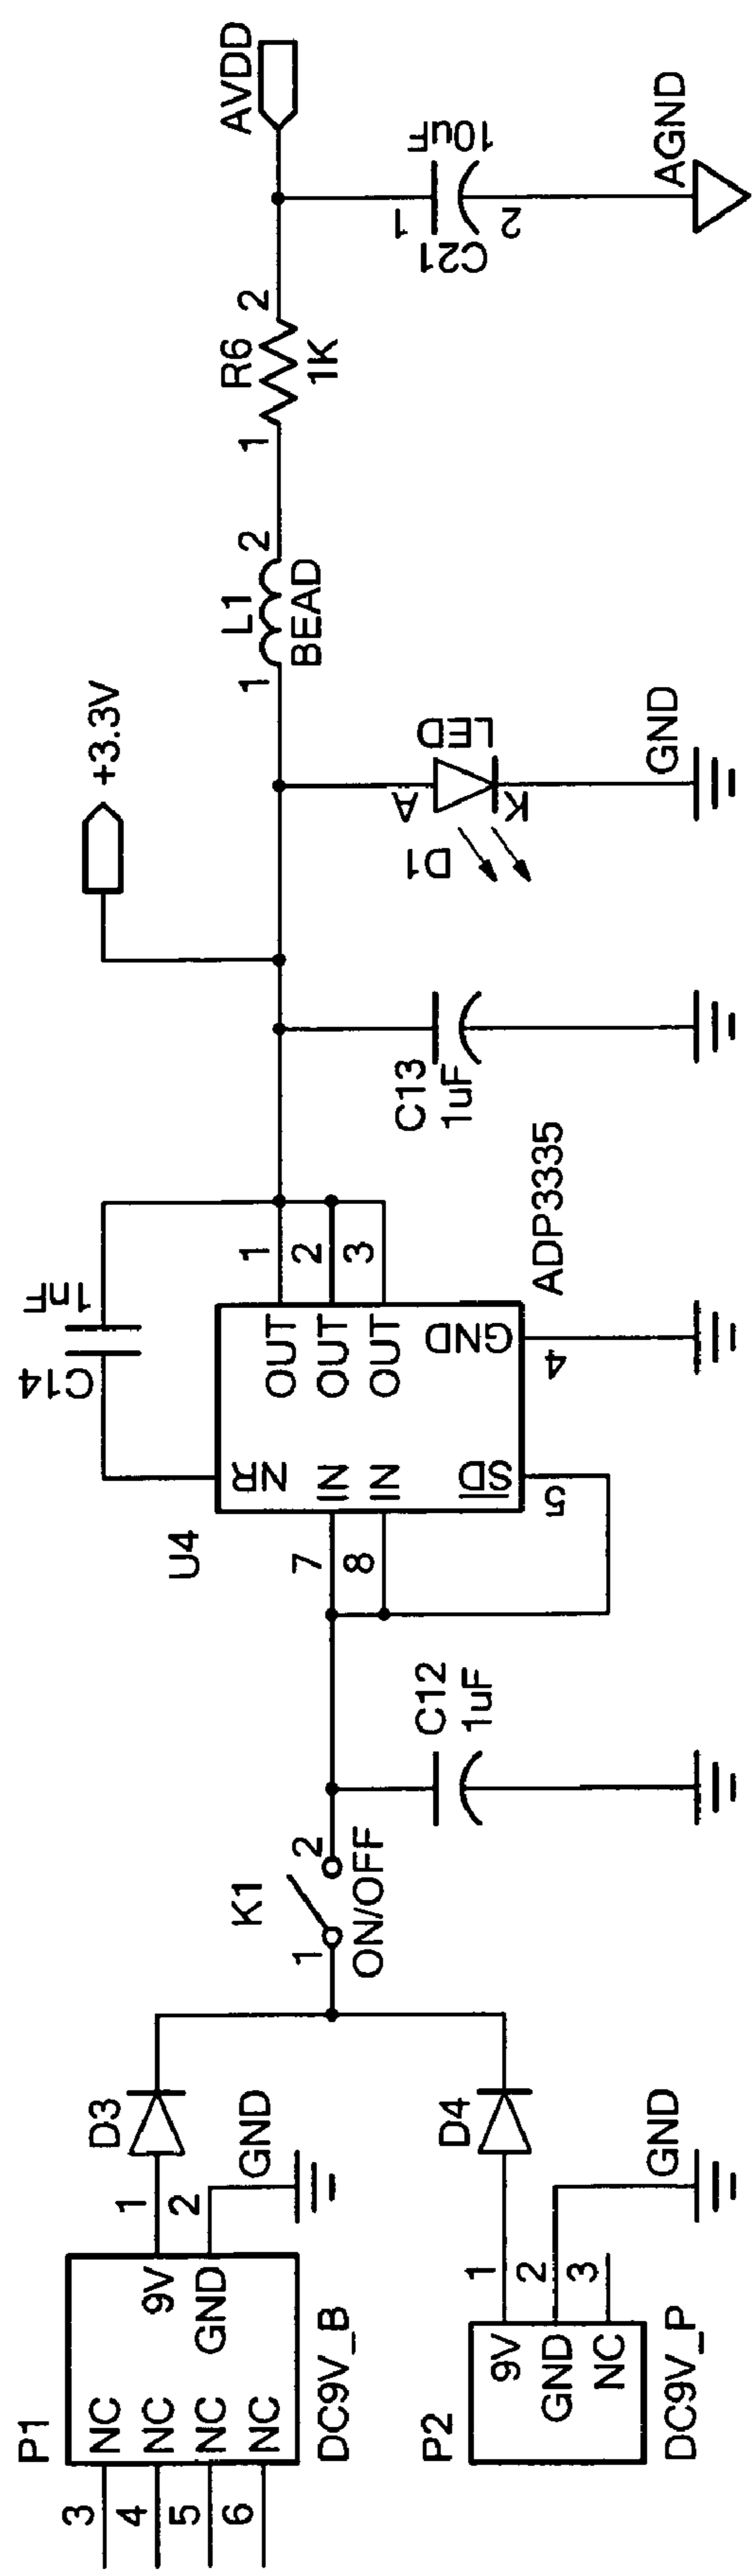 P1
3
4
5
6
NC
NC
NC
NC
9V
GND
1
2
DC9V_B
D3
GND
P2
9V
GND
NC
1
2
3
DC9V_P
D4
GND
K1
1
2
ON/OFF
C12
1uF
U4
7
8
NR
IN
IN
SD
5
OUT
OUT
OUT
GND
1
2
3
4
ADP3335
C14
1nF
C13
1uF
+3.3V
D1
LED
A
K
GND
L1
1
2
BEAD
R6
1
2
1K
AVDD
C21
10uF
1
2
AGND